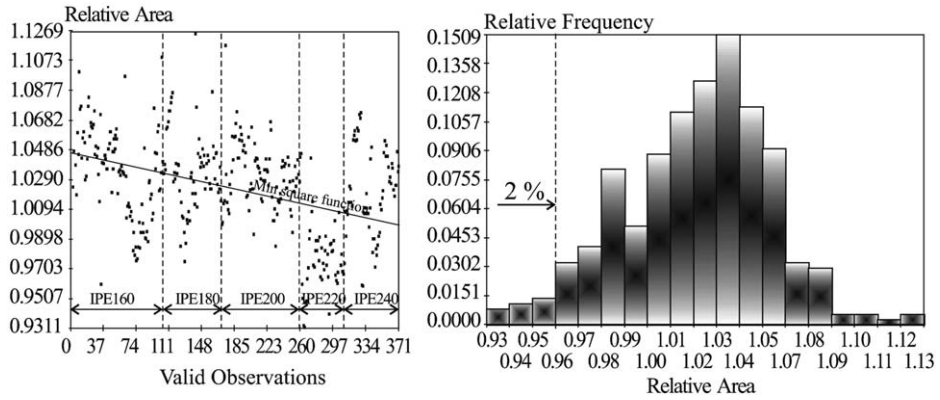 Relative Area
1.1269
1.1073
1.0877
1.0682
1.0486
1.0290
1.0094
0.9898
0.9703
0.9507
0.9311
Min square function
IPE160
IPE180
IPE200
IPE220
IPE240
0 37 74 111 148 185 223 260 297 334 371
Valid Observations
Relative Frequency
0.1509
0.1358
0.1208
0.1057
0.0906
0.0755
0.0604
0.0453
0.0302
0.0151
0.0000
2 %
0.93 0.95 0.97 0.99 1.01 1.03 1.05 1.07 1.10 1.12
0.94 0.96 0.98 1.00 1.02 1.04 1.07 1.09 1.11 1.13
Relative Area